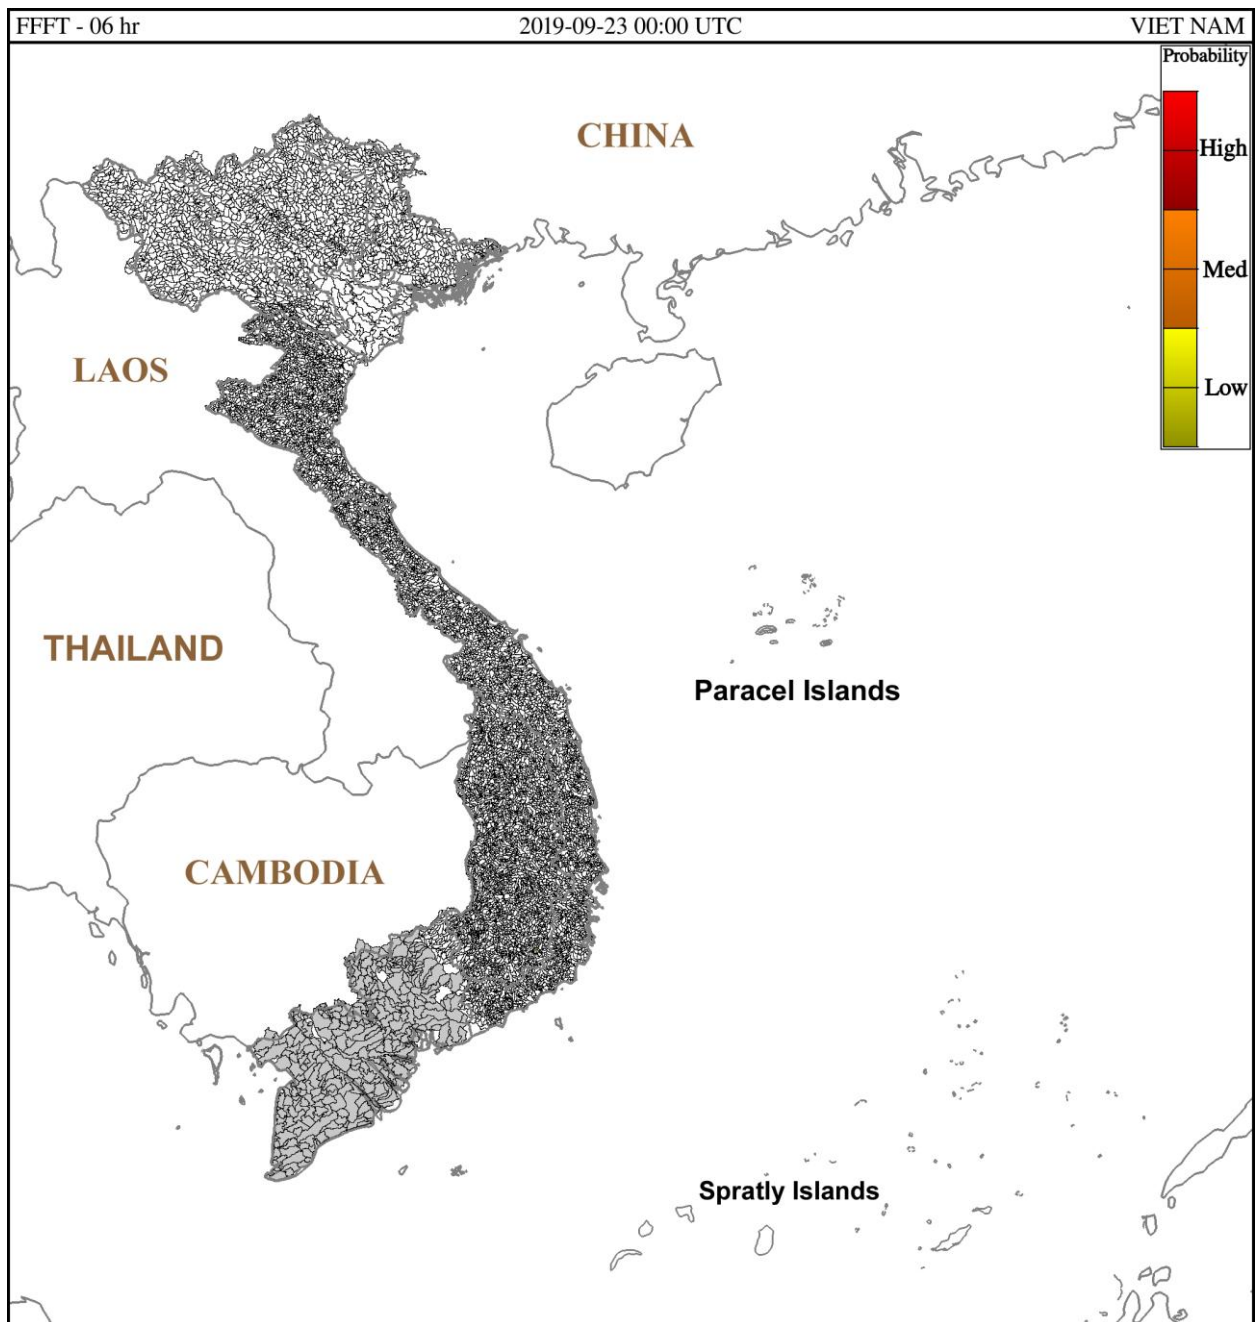 FFFT - 06 hr
2019-09-23 00:00 UTC
VIET NAM
Probability
CHINA
High
Med
LAOS
Low
THAILAND
Paracel Islands
CAMBODIA
Spratly Islands